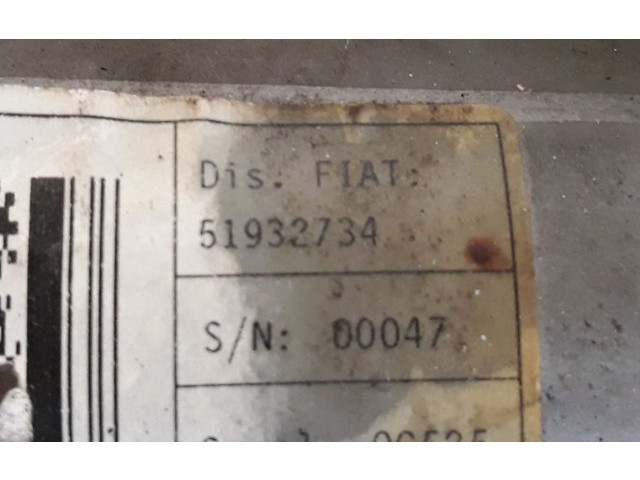 Dis. FIAT:
51932734
S/N: 00047